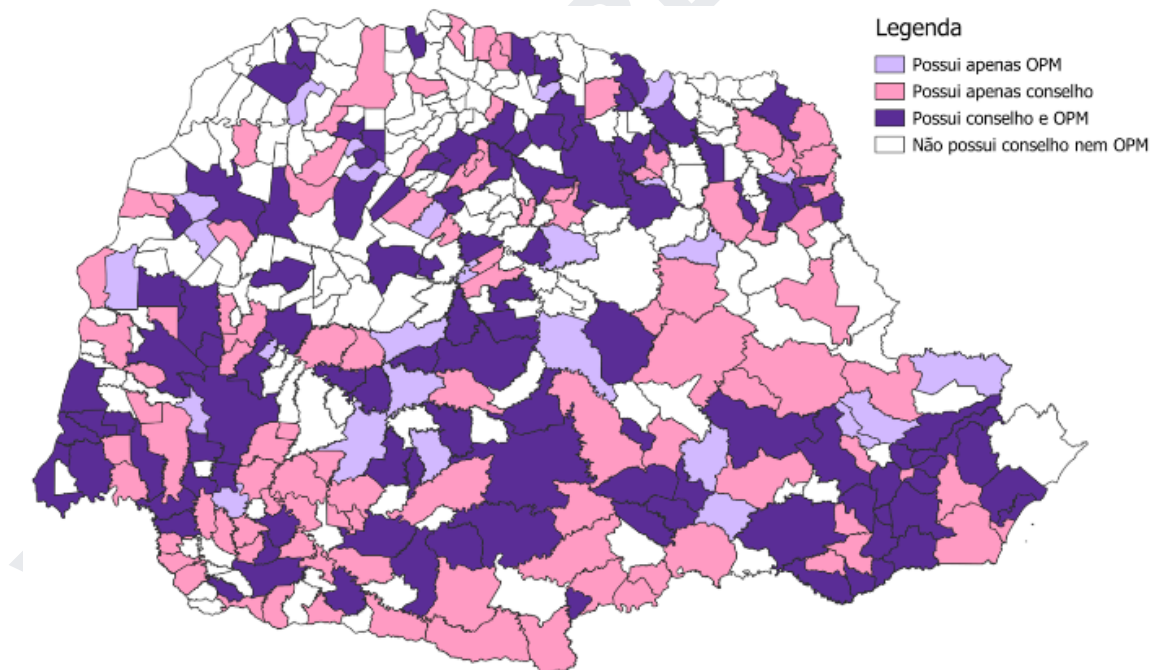 Legenda
Possui apenas OPM
Possui apenas conselho
Possui conselho e OPM
Não possui conselho nem OPM